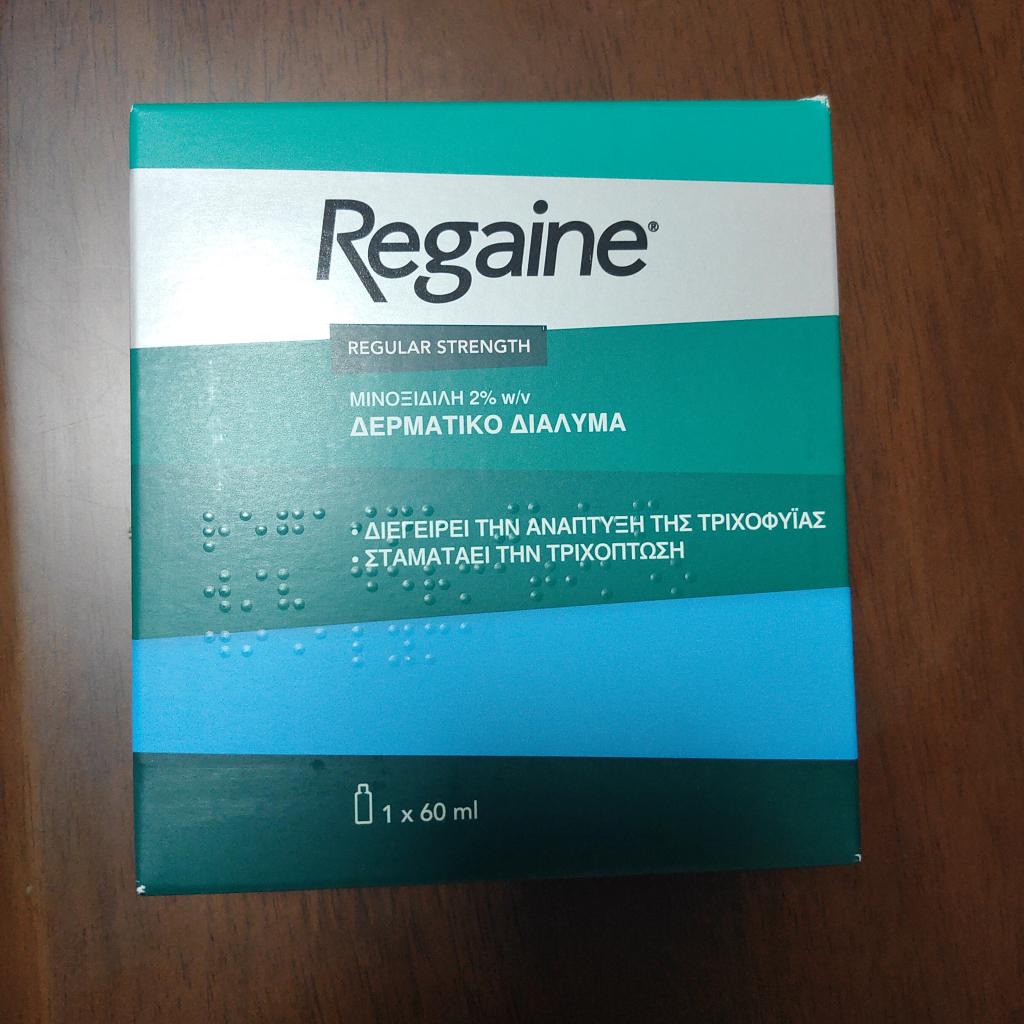 Regaine®
REGULAR STRENGTH
ΜΙΝΟΞΙΔΙΛΗ 2% w/v
ΔΕΡΜΑΤΙΚΟ ΔΙΑΛΥΜΑ
• ΔΙΕΓΕΙΡΕΙ ΤΗΝ ΑΝΑΠΤΥΞΗ ΤΗΣ ΤΡΙΧΟΦΥΪΑΣ
• ΣΤΑΜΑΤΑΕΙ ΤΗΝ ΤΡΙΧΟΠΤΩΣΗ
1 x 60 ml